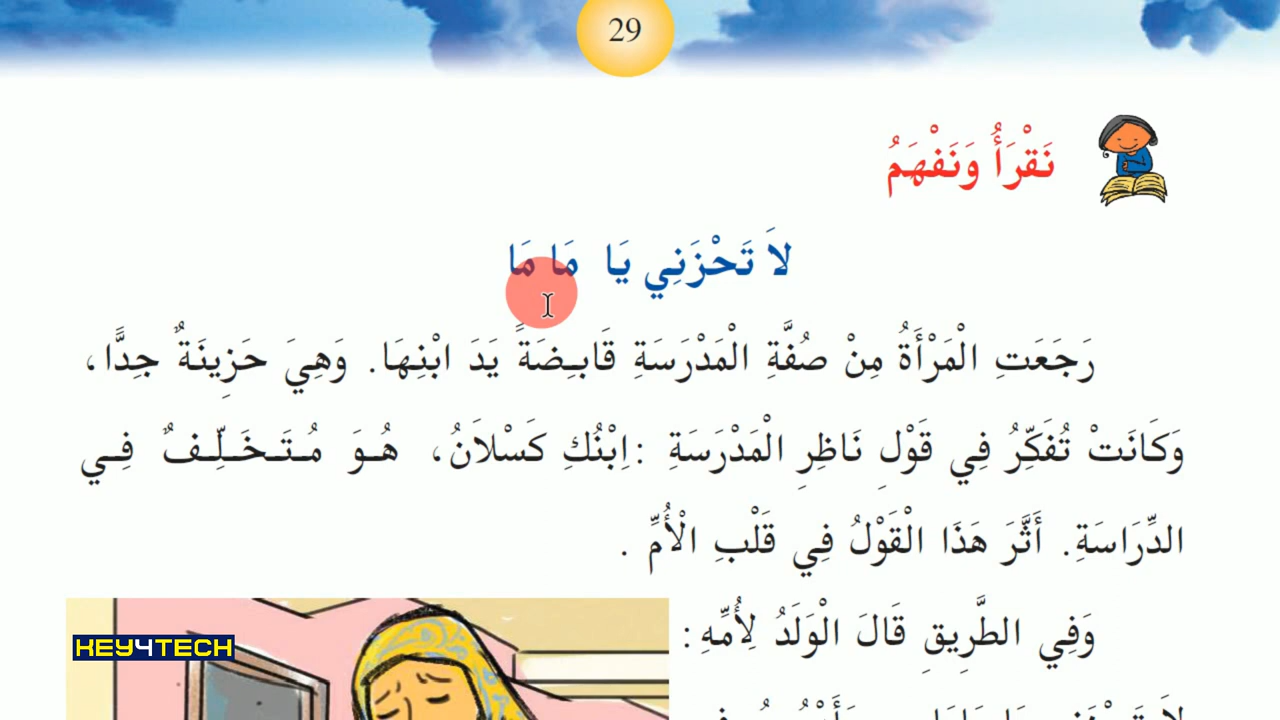 29
نَقْرَأُ وَنَفْهَمُ
لاَ تَحْزَنِي يَا مَا مَا
رَجَعَتِ الْمَرْأَةُ مِنْ صُفَّةِ الْمَدْرَسَةِ قَابِضَةً يَدَ ابْنِهَا. وَهِيَ حَزِينَةٌ جِدًّا،
وَكَانَتْ تُفَكِّرُ فِي قَوْلِ نَاظِرِ الْمَدْرَسَةِ :اِبْنُكِ كَسْلاَنُ، هُوَ مُتَخَلِّفٌ فِي
الدِّرَاسَةِ. أَثَّرَ هَذَا الْقَوْلُ فِي قَلْبِ الْأُمِّ .
وَفِي الطَّرِيقِ قَالَ الْوَلَدُ لِأُمِّهِ:
KEY4TECH